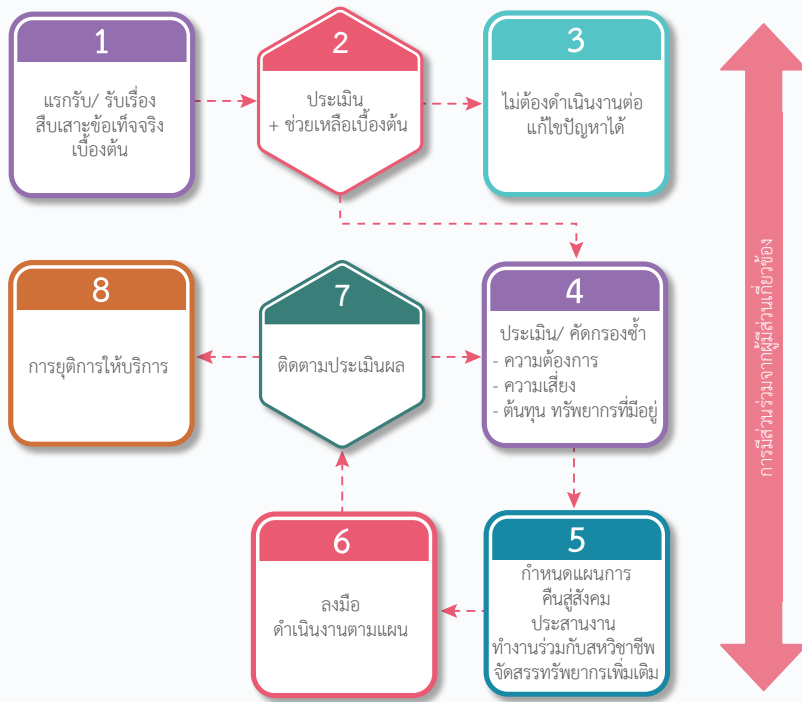 1
แรกรับ/ รับเรื่อง
สืบเสาะข้อเท็จจริง
เบื้องต้น
2
ประเมิน
+ ช่วยเหลือเบื้องต้น
3
ไม่ต้องดำเนินงานต่อ
แก้ไขปัญหาได้
4
ประเมิน/ คัดกรองซ้ำ
- ความต้องการ
- ความเสี่ยง
- ต้นทุน ทรัพยากรที่มีอยู่
5
กำหนดแผนการ
คืนสู่สังคม
ประสานงาน
ทำงานร่วมกับสหวิชาชีพ
จัดสรรทรัพยากรเพิ่มเติม
6
ลงมือ
ดำเนินงานตามแผน
7
ติดตามประเมินผล
8
การยุติการให้บริการ
การมีส่วนร่วมจากผู้มีส่วนเกี่ยวข้อง